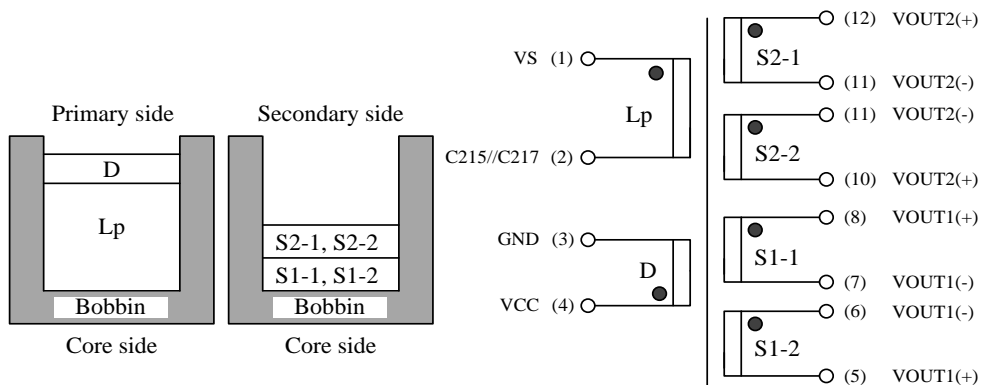 Primary side
D
Lp
Bobbin
Core side
Secondary side
S2-1, S2-2
S1-1, S1-2
Bobbin
Core side
VS (1)
Lp
C215//C217 (2)
GND (3)
D
VCC (4)
(12) VOUT2(+)
S2-1
(11) VOUT2(-)
(11) VOUT2(-)
S2-2
(10) VOUT2(+)
(8) VOUT1(+)
S1-1
(7) VOUT1(-)
(6) VOUT1(-)
S1-2
(5) VOUT1(+)